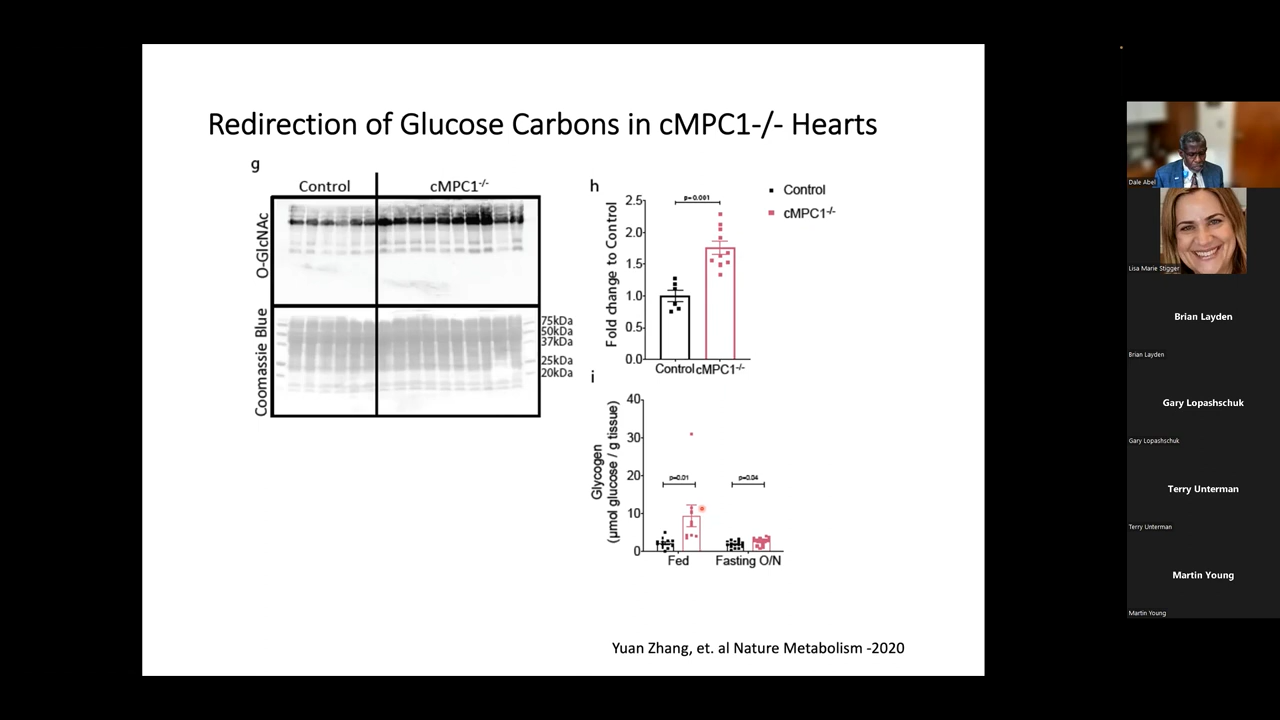 Redirection of Glucose Carbons in cMPC1-/- Hearts
g
Control
cMPC1-/-
O-GlcNAc
Coomassie Blue
75kDa
50kDa
37kDa
25kDa
20kDa
h
Control
cMPC1-/-
p=0.001
Fold change to Control
2.5
2.0
1.5
1.0
0.5
0.0
Control cMPC1-/-
i
Glycogen
(μmol glucose / g tissue)
40
30
20
10
0
p=0.01
p=0.04
Fed
Fasting O/N
Yuan Zhang, et. al Nature Metabolism -2020
Dale Abel
Lisa Marie Stigger
Brian Layden
Brian Layden
Gary Lopashschuk
Gary Lopashschuk
Terry Unterman
Terry Unterman
Martin Young
Martin Young